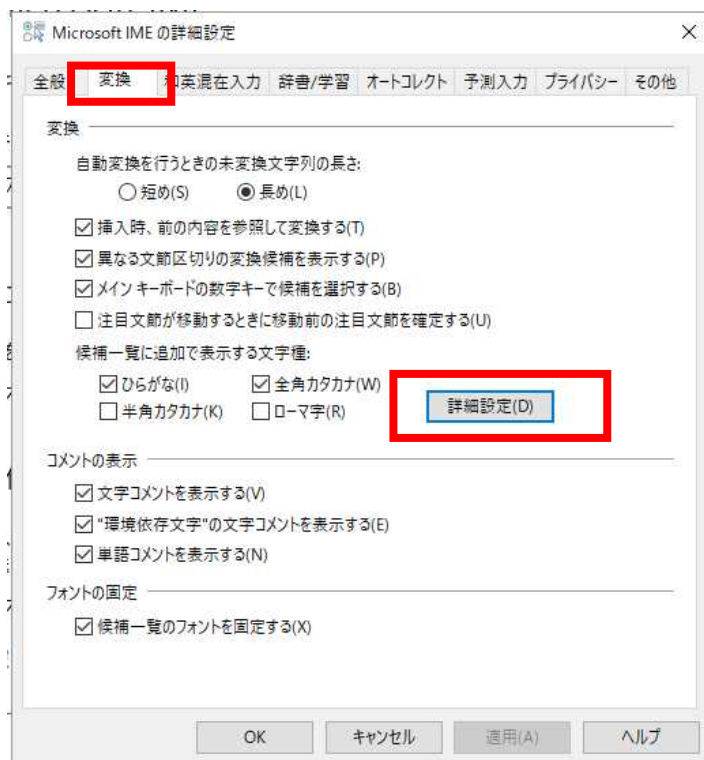 Microsoft IME の詳細設定
全般 変換 和英混在入力 辞書/学習 オートコレクト 予測入力 プライバシー その他
変換
自動変換を行うときの未変換文字列の長さ:
短め(S) 長め(L)
挿入時、前の内容を参照して変換する(T)
異なる文節区切りの変換候補を表示する(P)
メイン キーボードの数字キーで候補を選択する(B)
注目文節が移動するときに移動前の注目文節を確定する(U)
候補一覧に追加で表示する文字種:
ひらがな(I) 全角カタカナ(W)
半角カタカナ(K) ローマ字(R) 詳細設定(D)
コメントの表示
文字コメントを表示する(V)
"環境依存文字"の文字コメントを表示する(E)
単語コメントを表示する(N)
フォントの固定
候補一覧のフォントを固定する(X)
OK キャンセル 適用(A) ヘルプ